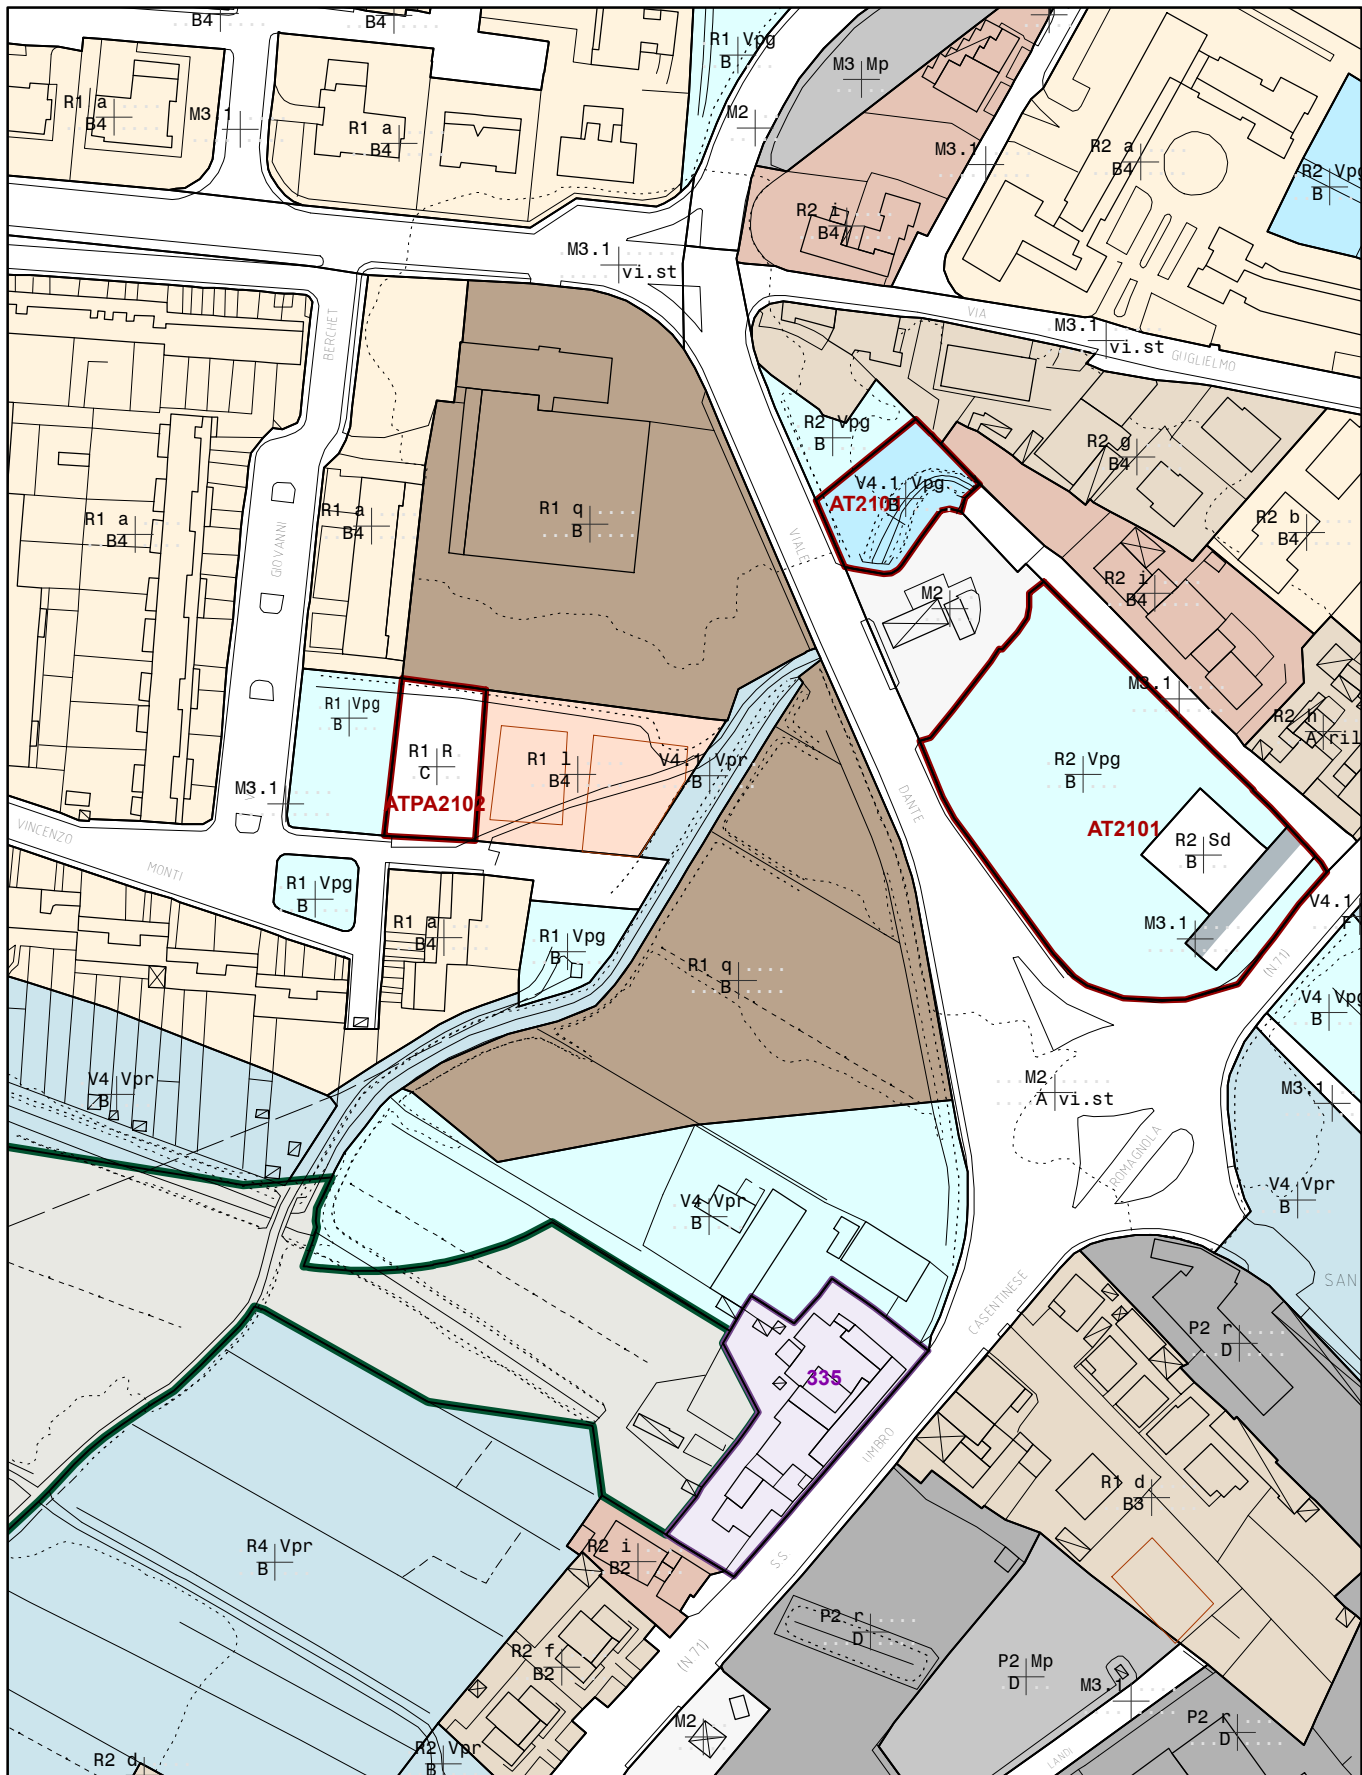 B4
B4
R1 Vpg
B
M3 Mp
R1 a
B4
M3.1
R1 a
B4
M2
M3.1
R2 a
B4
R2 Vpg
B
R2 i
B4
M3.1
vi.st
VIA
M3.1
vi.st
GUGLIELMO
BERCHET
R2 Vpg
B
R2 g
B4
V4.1 Vpg
B
AT2101
R1 a
B4
R1 a
B4
R1 q
B
R2 b
B4
GIOVANNI
VIALE
R2 i
B4
M2
M3.1
R1 Vpg
B
R2 h
A ril
R1 R
C
R1 l
B4
V4.1 Vpr
B
R2 Vpg
B
M3.1
ATPA2102
DANTE
AT2101
VINCENZO
MONTI
R2 Sd
B
R1 Vpg
B
R1 a
B4
V4.1
M3.1
R1 Vpg
B
(N 71)
R1 q
B
V4 Vpg
B
V4 Vpr
B
M2
A vi.st
M3.1
ROMAGNOLA
V4 Vpr
B
V4 Vpr
B
CASENTINESE
SAN
P2 r
D
335
UMBRO
R1 d
B3
R4 Vpr
B
R2 i
B2
S.S
P2 r
D
R2 f
B2
(N 71)
P2 Mp
D
M3.1
M2
P2 r
D
R2 Vpr
B
R2 d
LANDI